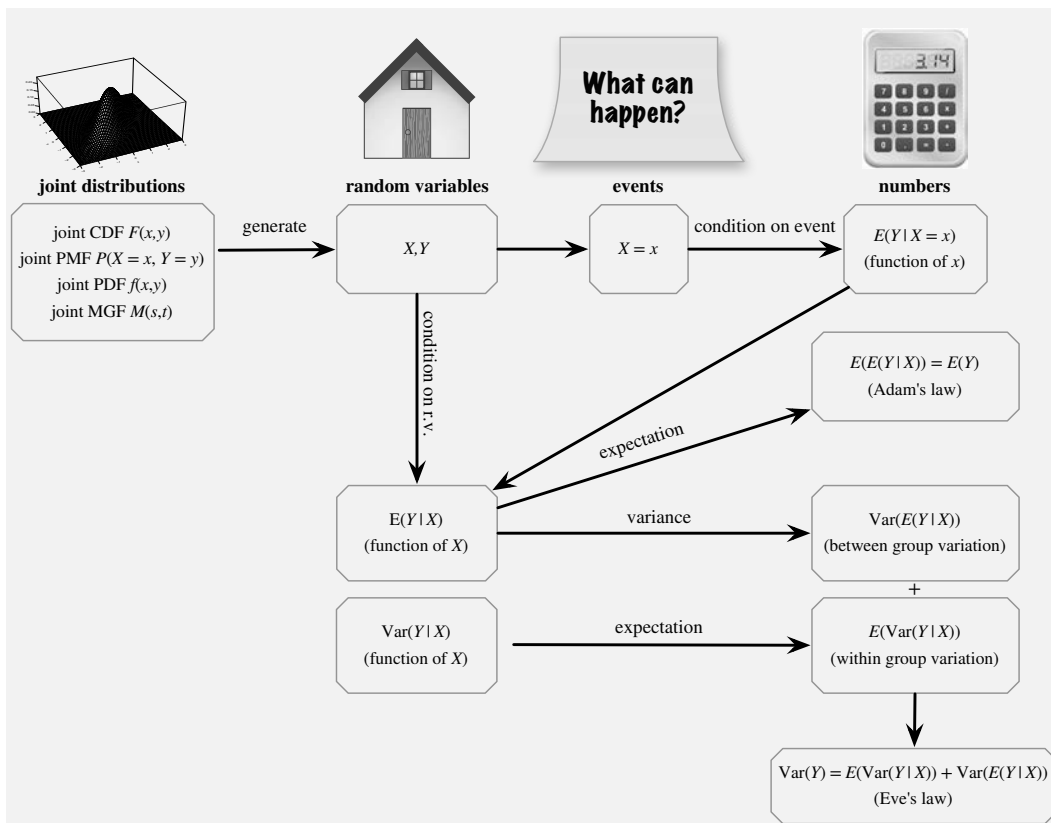 What can
happen?
3.14
7 8 9 /
4 5 6 x
1 2 3 +
0 . = -
joint distributions
random variables
events
numbers
joint CDF F(x,y)
joint PMF P(X = x, Y = y)
joint PDF f(x,y)
joint MGF M(s,t)
generate
X,Y
X = x
condition on event
E(Y | X = x)
(function of x)
condition on r.v.
E(E(Y | X)) = E(Y)
(Adam's law)
expectation
E(Y | X)
(function of X)
variance
Var(E(Y | X))
(between group variation)
+
Var(Y | X)
(function of X)
expectation
E(Var(Y | X))
(within group variation)
Var(Y) = E(Var(Y | X)) + Var(E(Y | X))
(Eve's law)